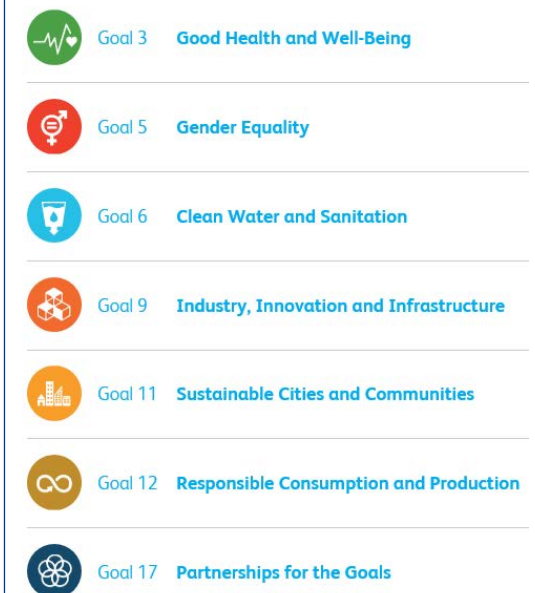 Goal 3 Good Health and Well-Being
Goal 5 Gender Equality
Goal 6 Clean Water and Sanitation
Goal 9 Industry, Innovation and Infrastructure
Goal 11 Sustainable Cities and Communities
Goal 12 Responsible Consumption and Production
Goal 17 Partnerships for the Goals